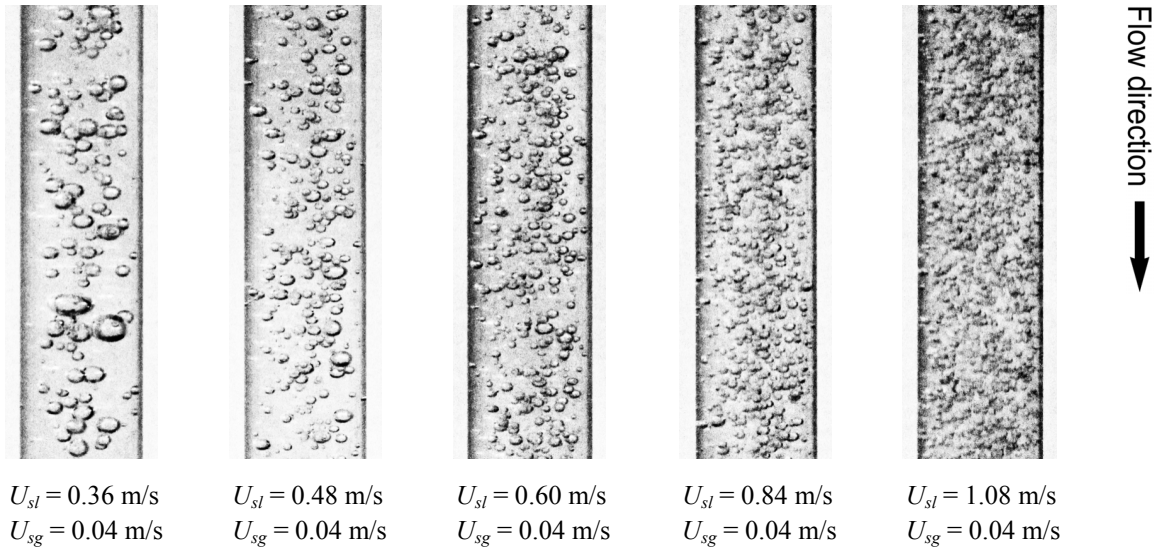 Flow direction
U_sl = 0.36 m/s
U_sg = 0.04 m/s
U_sl = 0.48 m/s
U_sg = 0.04 m/s
U_sl = 0.60 m/s
U_sg = 0.04 m/s
U_sl = 0.84 m/s
U_sg = 0.04 m/s
U_sl = 1.08 m/s
U_sg = 0.04 m/s